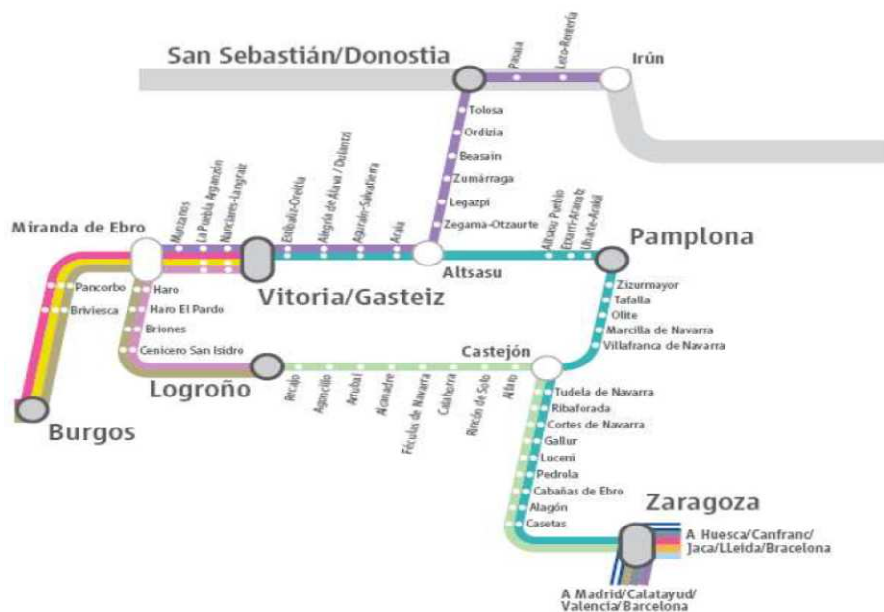 San Sebastián/Donostia
Pasaia
Lezo-Rentería
Irún
Tolosa
Ordizia
Beasain
Zumárraga
Legazpi
Zegama-Otzaurte
Miranda de Ebro
Manzanos
La Puebla Arganzón
Nanclares-Langraiz
Vitoria/Gasteiz
Estibaliz-Oreitia
Alegría de Alava / Dulantzi
Agurain-Salvatierra
Araia
Altsasu
Altsasu Pueblo
Etxarri-Aranatz
Uharte-Arakil
Pamplona
Zizurmayor
Tafalla
Olite
Marcilla de Navarra
Villafranca de Navarra
Pancorbo
Briviesca
Burgos
Haro
Haro El Pardo
Briones
Cenicero San Isidro
Logroño
Recajo
Agoncillo
Arrubal
Alcanadre
Féculas de Navarra
Calahorra
Rincón de Soto
Alfaro
Castejón
Tudela de Navarra
Ribaforada
Cortes de Navarra
Gallur
Luceni
Pedrola
Cabañas de Ebro
Alagón
Casetas
Zaragoza
A Huesca/Canfranc/
Jaca/LLeida/Bracelona
A Madrid/Calatayud/
Valencia/Barcelona